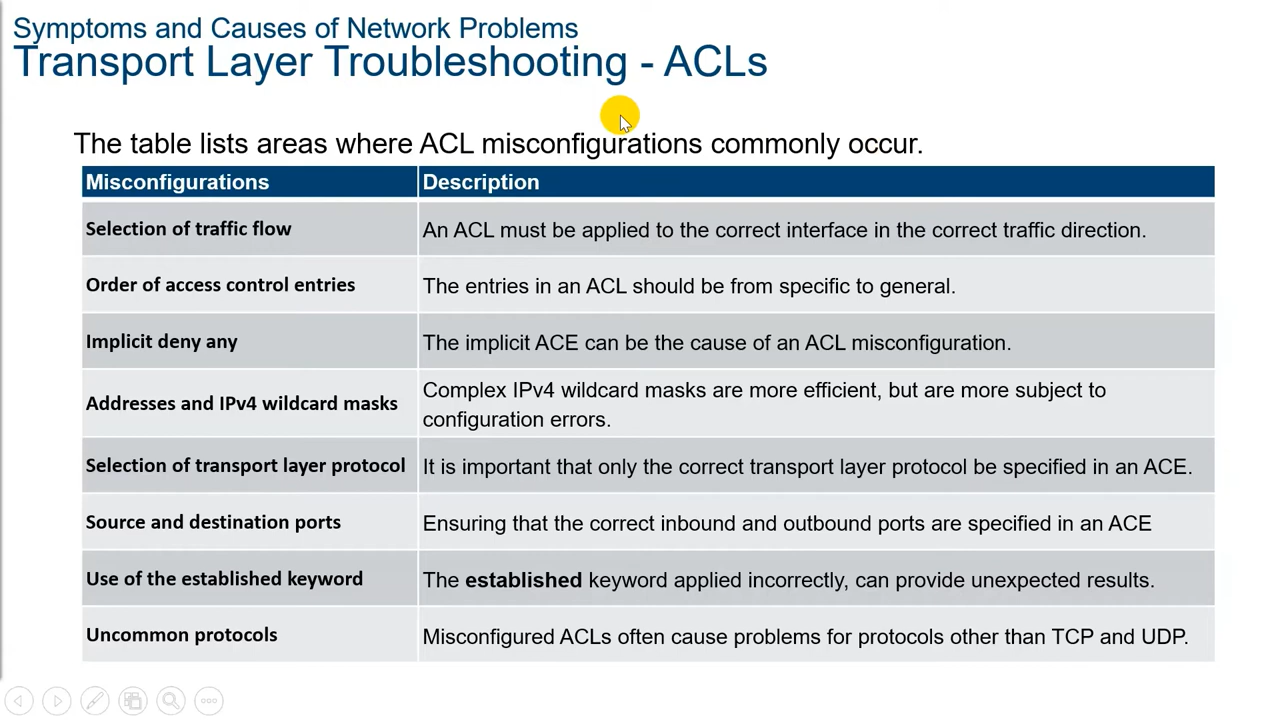 Symptoms and Causes of Network Problems
Transport Layer Troubleshooting - ACLs
The table lists areas where ACL misconfigurations commonly occur.
Misconfigurations Description
Selection of traffic flow An ACL must be applied to the correct interface in the correct traffic direction.
Order of access control entries The entries in an ACL should be from specific to general.
Implicit deny any The implicit ACE can be the cause of an ACL misconfiguration.
Addresses and IPv4 wildcard masks Complex IPv4 wildcard masks are more efficient, but are more subject to
configuration errors.
Selection of transport layer protocol It is important that only the correct transport layer protocol be specified in an ACE.
Source and destination ports Ensuring that the correct inbound and outbound ports are specified in an ACE
Use of the established keyword The established keyword applied incorrectly, can provide unexpected results.
Uncommon protocols Misconfigured ACLs often cause problems for protocols other than TCP and UDP.